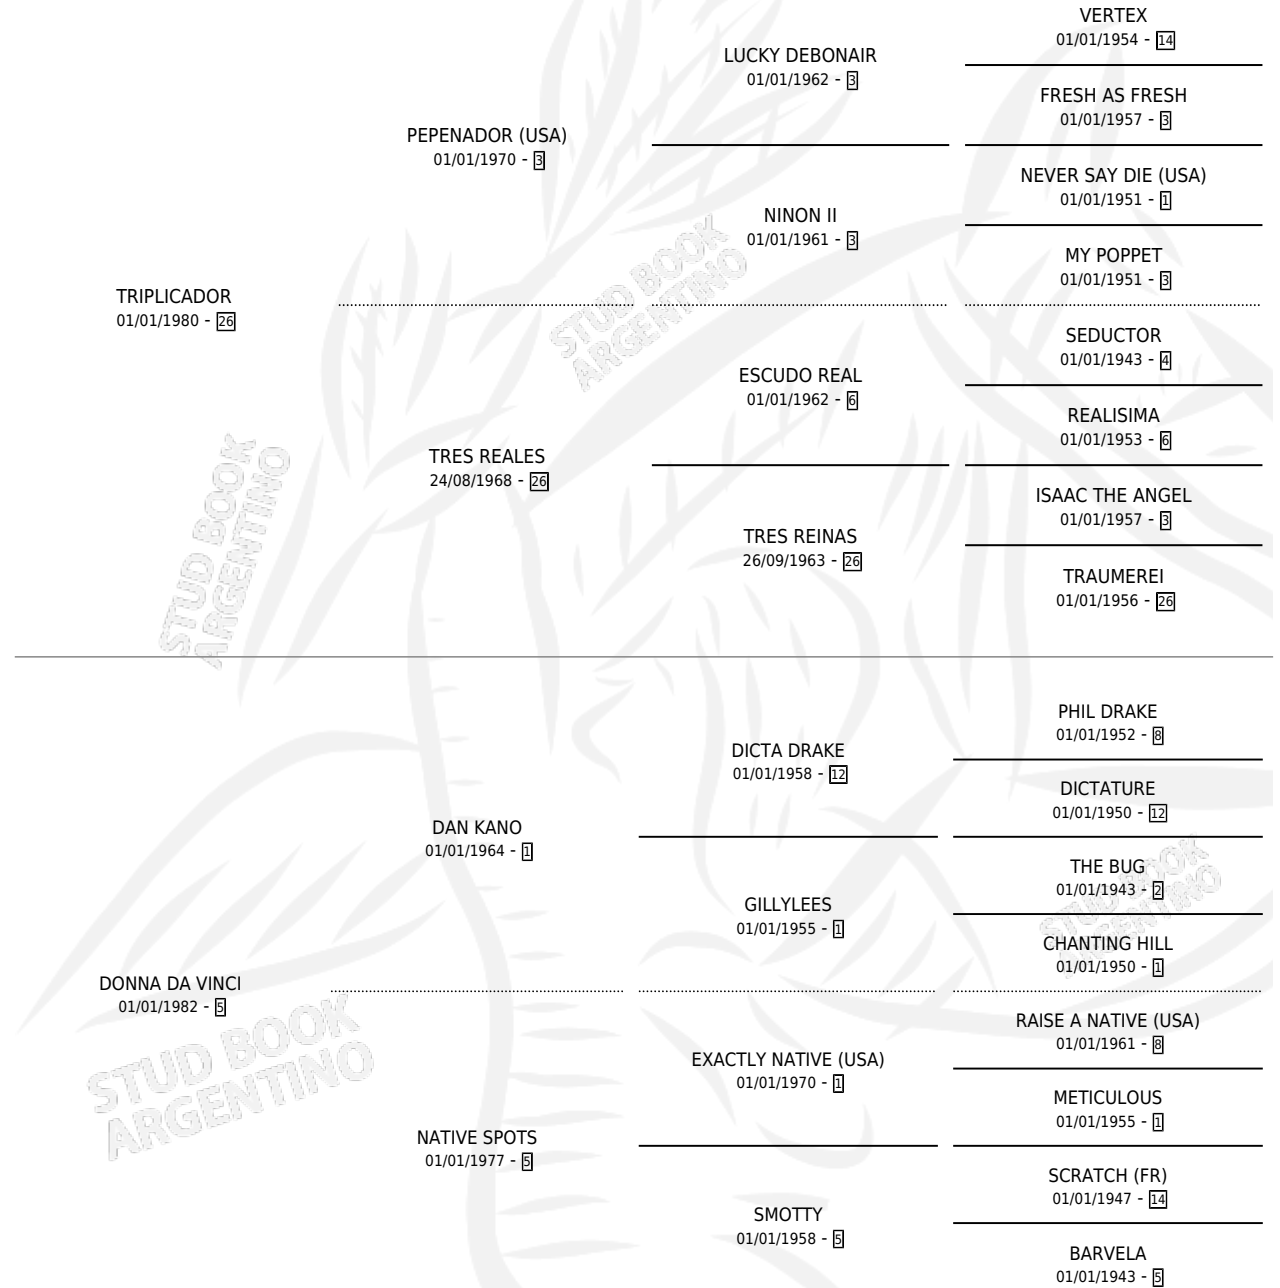 VERTEX
01/01/1954 - 14
LUCKY DEBONAIR
01/01/1962 - 3
FRESH AS FRESH
01/01/1957 - 3
PEPENADOR (USA)
01/01/1970 - 3
NEVER SAY DIE (USA)
01/01/1951 - 1
NINON II
01/01/1961 - 3
MY POPPET
01/01/1951 - 3
TRIPLICADOR
01/01/1980 - 26
STUD BOOK
ARGENTINO
SEDUCTOR
01/01/1943 - 4
ESCUDO REAL
01/01/1962 - 6
REALISIMA
01/01/1953 - 6
TRES REALES
24/08/1968 - 26
ISAAC THE ANGEL
01/01/1957 - 3
TRES REINAS
26/09/1963 - 26
TRAUMEREI
01/01/1956 - 26
STUD BOOK
ARGENTINO
PHIL DRAKE
01/01/1952 - 8
DICTA DRAKE
01/01/1958 - 12
DICTATURE
01/01/1950 - 12
DAN KANO
01/01/1964 - 1
THE BUG
01/01/1943 - 2
GILLYLEES
01/01/1955 - 1
STUD BOOK
ARGENTINO
CHANTING HILL
01/01/1950 - 1
DONNA DA VINCI
01/01/1982 - 5
RAISE A NATIVE (USA)
01/01/1961 - 8
EXACTLY NATIVE (USA)
01/01/1970 - 1
STUD BOOK
ARGENTINO
METICULOUS
01/01/1955 - 1
NATIVE SPOTS
01/01/1977 - 5
SCRATCH (FR)
01/01/1947 - 14
SMOTTY
01/01/1958 - 5
BARVELA
01/01/1943 - 5